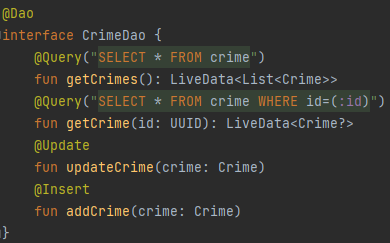 @Dao
interface CrimeDao {
    @Query("SELECT * FROM crime")
    fun getCrimes(): LiveData<List<Crime>>
    @Query("SELECT * FROM crime WHERE id=(:id)")
    fun getCrime(id: UUID): LiveData<Crime?>
    @Update
    fun updateCrime(crime: Crime)
    @Insert
    fun addCrime(crime: Crime)
}